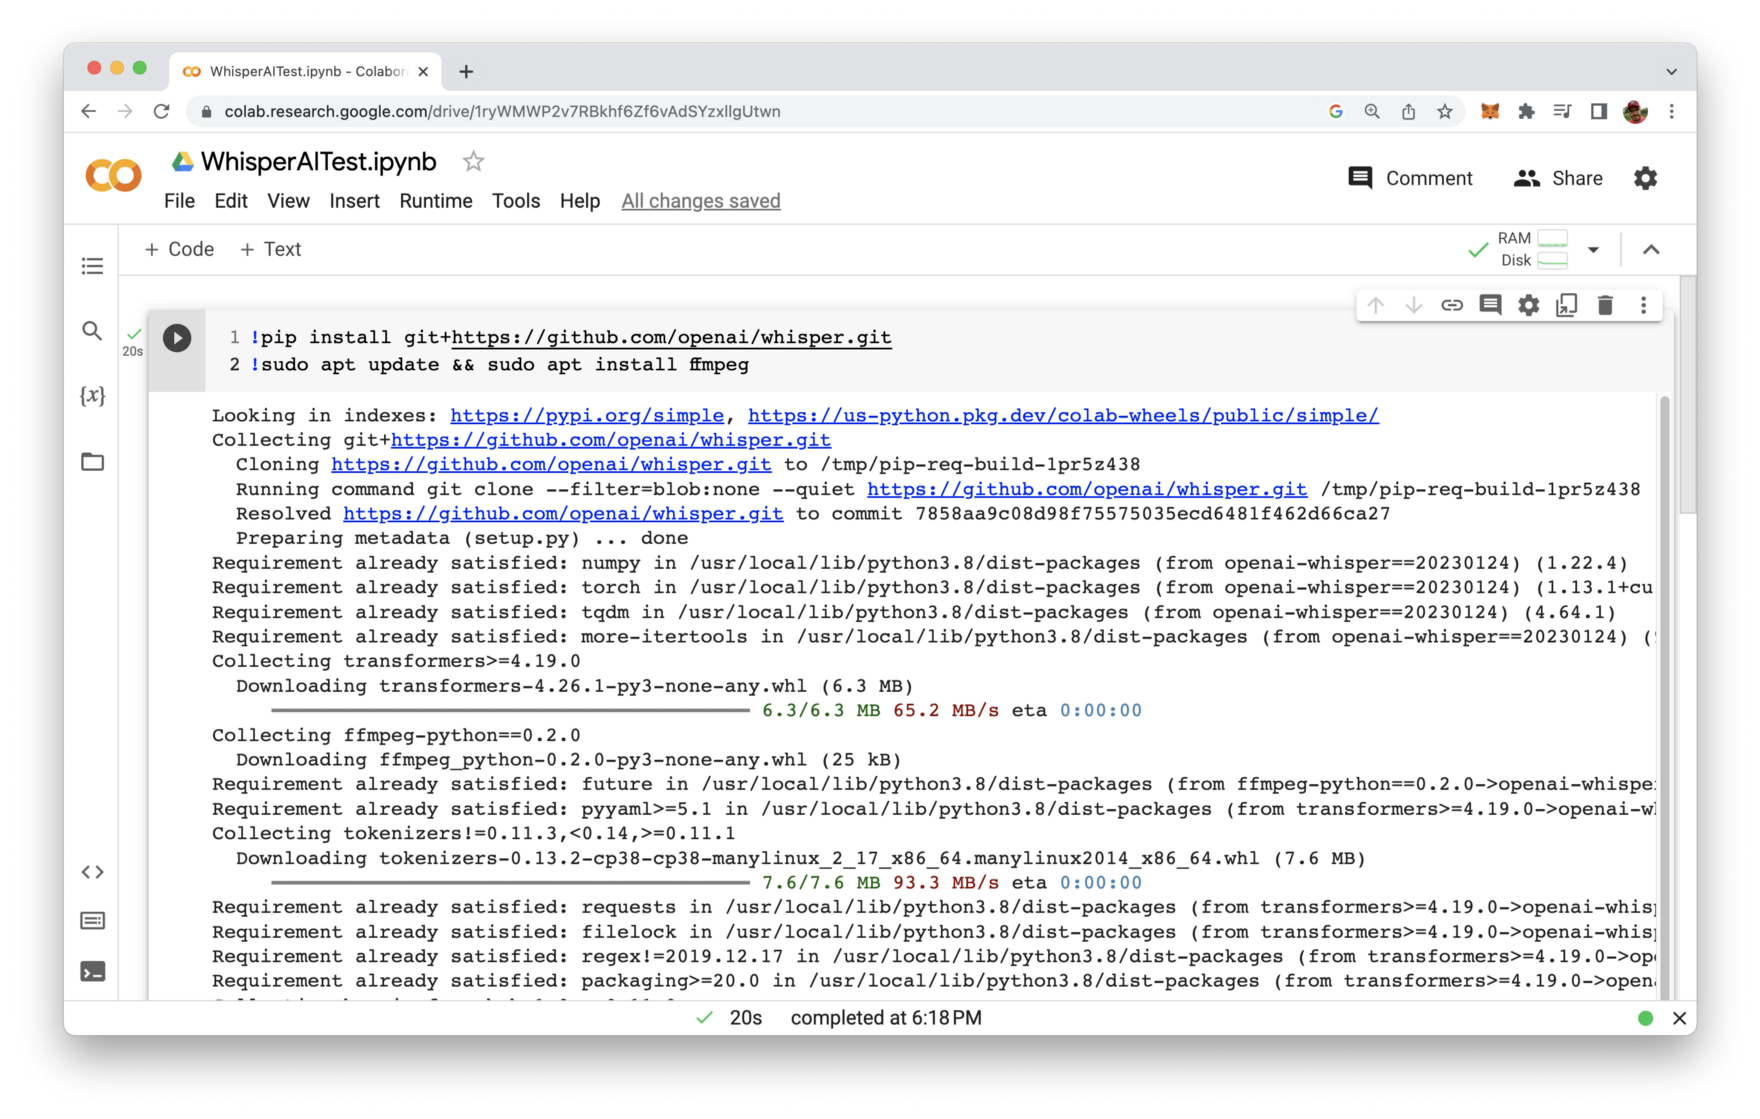 WhisperAITest.ipynb - Colabor
colab.research.google.com/drive/1ryWMWP2v7RBkhf6Zf6vAdSYzxllgUtwn
WhisperAITest.ipynb
Comment
Share
File Edit View Insert Runtime Tools Help All changes saved
+ Code + Text
RAM
Disk
20s
1 !pip install git+https://github.com/openai/whisper.git
2 !sudo apt update && sudo apt install ffmpeg
Looking in indexes: https://pypi.org/simple, https://us-python.pkg.dev/colab-wheels/public/simple/
Collecting git+https://github.com/openai/whisper.git
Cloning https://github.com/openai/whisper.git to /tmp/pip-req-build-1pr5z438
Running command git clone --filter=blob:none --quiet https://github.com/openai/whisper.git /tmp/pip-req-build-1pr5z438
Resolved https://github.com/openai/whisper.git to commit 7858aa9c08d98f75575035ecd6481f462d66ca27
Preparing metadata (setup.py) ... done
Requirement already satisfied: numpy in /usr/local/lib/python3.8/dist-packages (from openai-whisper==20230124) (1.22.4)
Requirement already satisfied: torch in /usr/local/lib/python3.8/dist-packages (from openai-whisper==20230124) (1.13.1+cu
Requirement already satisfied: tqdm in /usr/local/lib/python3.8/dist-packages (from openai-whisper==20230124) (4.64.1)
Requirement already satisfied: more-itertools in /usr/local/lib/python3.8/dist-packages (from openai-whisper==20230124) (
Collecting transformers>=4.19.0
Downloading transformers-4.26.1-py3-none-any.whl (6.3 MB)
6.3/6.3 MB 65.2 MB/s eta 0:00:00
Collecting ffmpeg-python==0.2.0
Downloading ffmpeg_python-0.2.0-py3-none-any.whl (25 kB)
Requirement already satisfied: future in /usr/local/lib/python3.8/dist-packages (from ffmpeg-python==0.2.0->openai-whispe
Requirement already satisfied: pyyaml>=5.1 in /usr/local/lib/python3.8/dist-packages (from transformers>=4.19.0->openai-w
Collecting tokenizers!=0.11.3,<0.14,>=0.11.1
Downloading tokenizers-0.13.2-cp38-cp38-manylinux_2_17_x86_64.manylinux2014_x86_64.whl (7.6 MB)
7.6/7.6 MB 93.3 MB/s eta 0:00:00
Requirement already satisfied: requests in /usr/local/lib/python3.8/dist-packages (from transformers>=4.19.0->openai-whis
Requirement already satisfied: filelock in /usr/local/lib/python3.8/dist-packages (from transformers>=4.19.0->openai-whis
Requirement already satisfied: regex!=2019.12.17 in /usr/local/lib/python3.8/dist-packages (from transformers>=4.19.0->op
Requirement already satisfied: packaging>=20.0 in /usr/local/lib/python3.8/dist-packages (from transformers>=4.19.0->open
20s completed at 6:18 PM